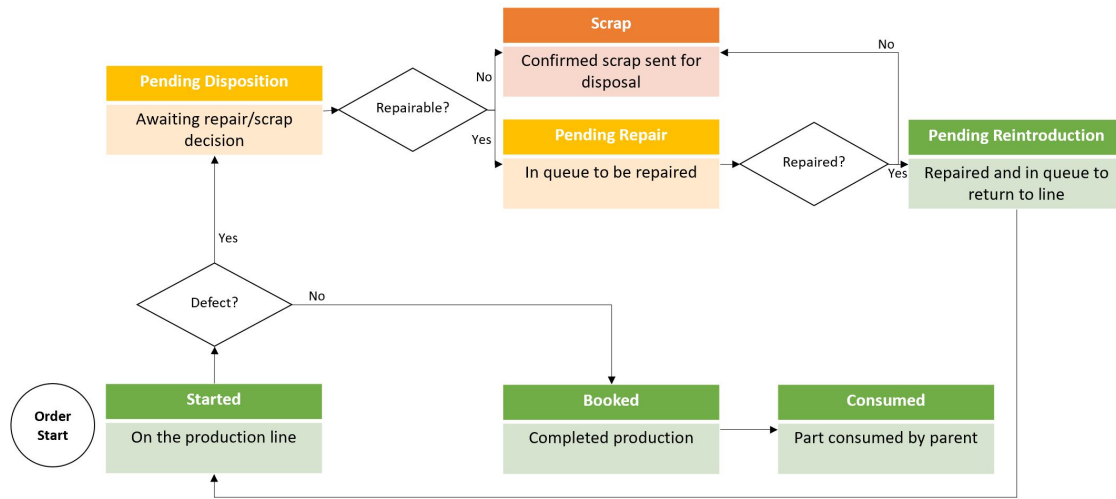 Scrap
Confirmed scrap sent for
disposal
No
No
Pending Disposition
Awaiting repair/scrap
decision
Repairable?
Yes
Pending Repair
In queue to be repaired
Repaired?
Yes
Pending Reintroduction
Repaired and in queue to
return to line
Yes
Defect?
No
Order
Start
Started
On the production line
Booked
Completed production
Consumed
Part consumed by parent